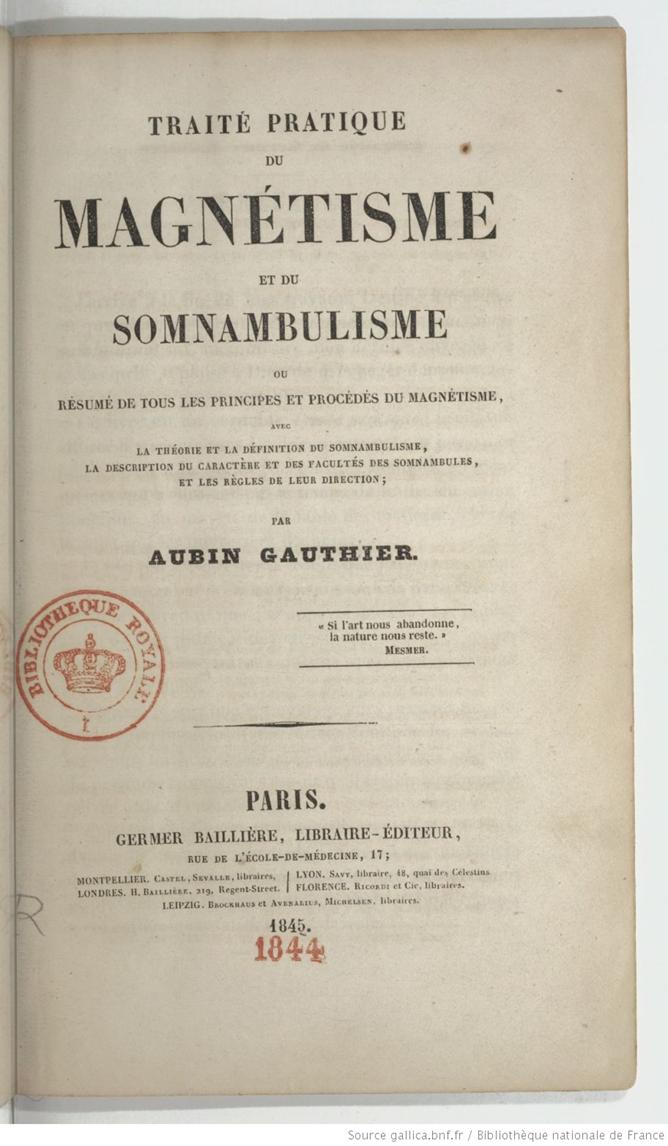 TRAITÉ PRATIQUE
DU
MAGNÉTISME
ET DU
SOMNAMBULISME
OU
RÉSUMÉ DE TOUS LES PRINCIPES ET PROCÉDÉS DU MAGNÉTISME,
AVEC
LA THÉORIE ET LA DÉFINITION DU SOMNAMBULISME,
LA DESCRIPTION DU CARACTÈRE ET DES FACULTÉS DES SOMNAMBULES,
ET LES RÈGLES DE LEUR DIRECTION;
PAR
AUBIN GAUTHIER.
« Si l'art nous abandonne,
la nature nous reste. »
MESMER.
BIBLIOTHEQUE ROYALE
I
PARIS.
GERMER BAILLIÈRE, LIBRAIRE-ÉDITEUR,
RUE DE L'ÉCOLE-DE-MÉDECINE, 17;
MONTPELLIER. CASTEL, SEVALLE, libraires,
LONDRES. H. BAILLIÈRE, 219, Regent-Street.
LYON. SAVY, libraire, 48, quai des Célestins
FLORENCE. RICORDI et Cie, libraires.
LEIPZIG. BROCKHAUS et AVENARIUS, MICHELSEN, libraires.
1845.
1844
R
Source gallica.bnf.fr / Bibliothèque nationale de France